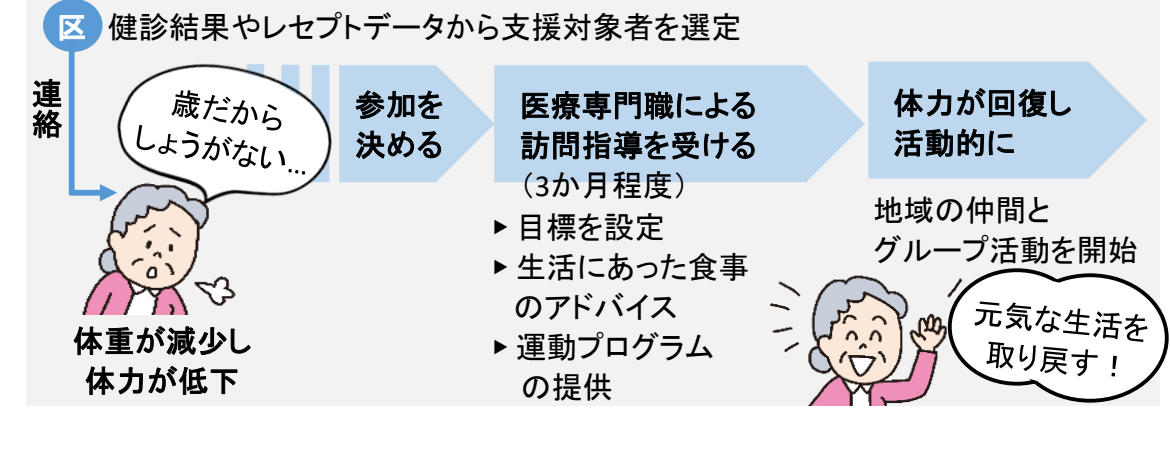 区 健診結果やレセプトデータから支援対象者を選定
連絡
歳だから
しょうがない…
体重が減少し
体力が低下
参加を
決める
医療専門職による
訪問指導を受ける
（3か月程度）
▶ 目標を設定
▶ 生活にあった食事
のアドバイス
▶ 運動プログラム
の提供
体力が回復し
活動的に
地域の仲間と
グループ活動を開始
元気な生活を
取り戻す！